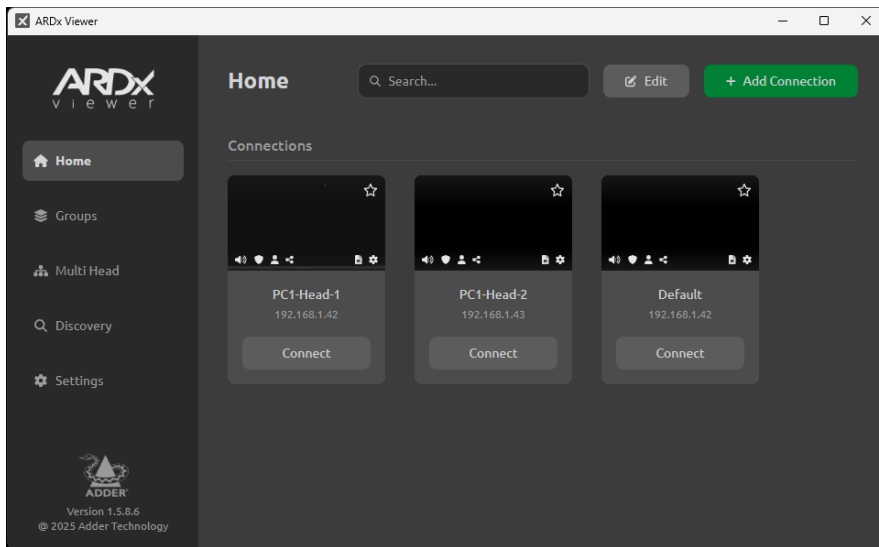 ARDx Viewer
ARDx
viewer
Home
Search...
Edit
+ Add Connection
Home
Groups
Multi Head
Discovery
Settings
Connections
PC1-Head-1
192.168.1.42
Connect
PC1-Head-2
192.168.1.43
Connect
Default
192.168.1.42
Connect
ADDER
Version 1.5.8.6
@ 2025 Adder Technology